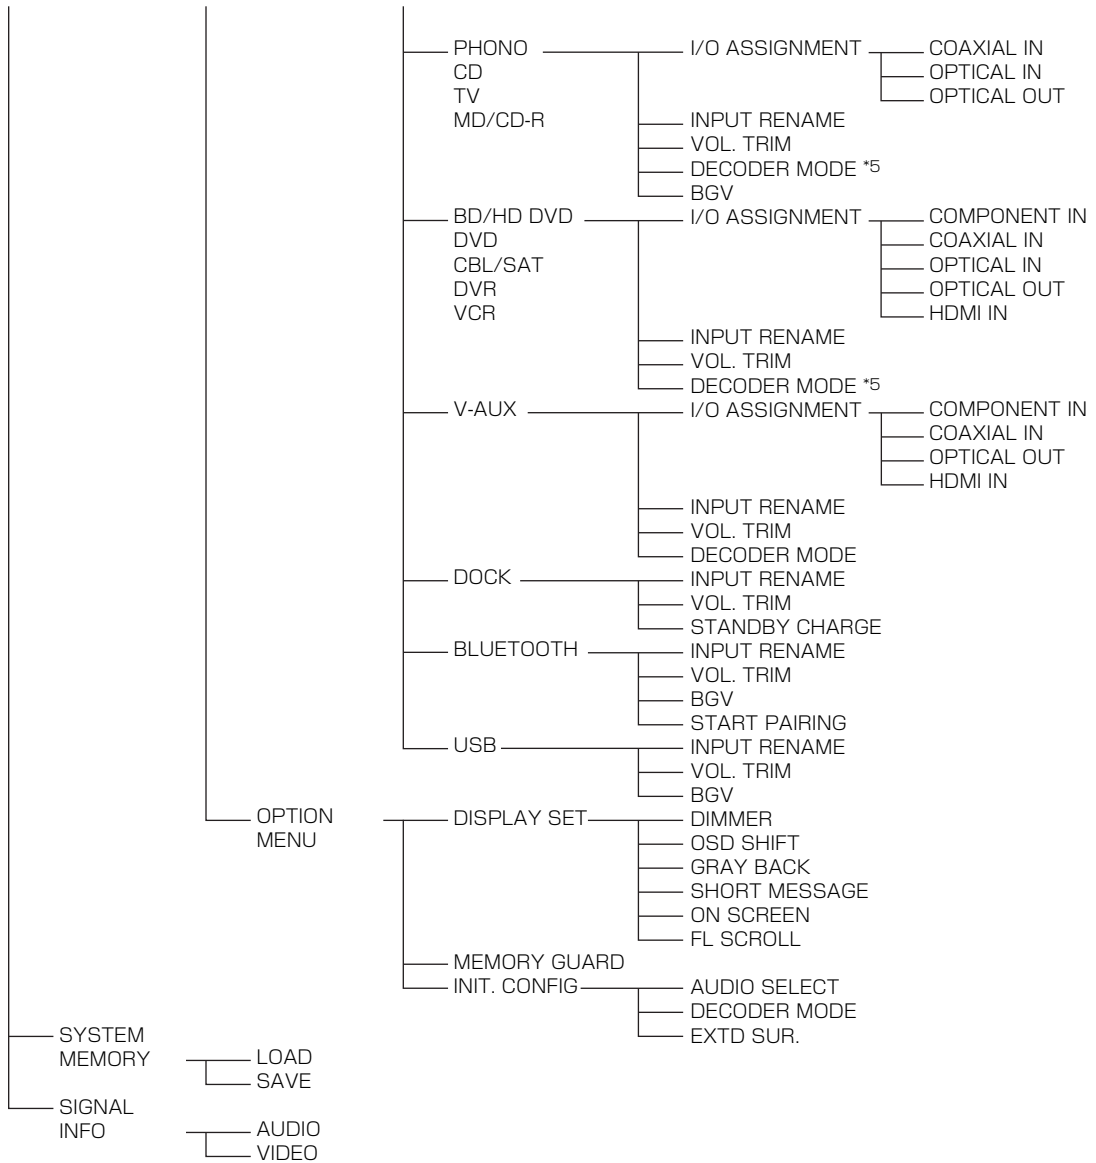 PHONO I/O ASSIGNMENT COAXIAL IN
CD OPTICAL IN
TV OPTICAL OUT
MD/CD-R INPUT RENAME
VOL. TRIM
DECODER MODE *5
BGV
BD/HD DVD I/O ASSIGNMENT COMPONENT IN
DVD COAXIAL IN
CBL/SAT OPTICAL IN
DVR OPTICAL OUT
VCR HDMI IN
INPUT RENAME
VOL. TRIM
DECODER MODE *5
V-AUX I/O ASSIGNMENT COMPONENT IN
COAXIAL IN
OPTICAL OUT
HDMI IN
INPUT RENAME
VOL. TRIM
DECODER MODE
DOCK INPUT RENAME
VOL. TRIM
STANDBY CHARGE
BLUETOOTH INPUT RENAME
VOL. TRIM
BGV
START PAIRING
USB INPUT RENAME
VOL. TRIM
BGV
OPTION DISPLAY SET DIMMER
MENU OSD SHIFT
GRAY BACK
SHORT MESSAGE
ON SCREEN
FL SCROLL
MEMORY GUARD
INIT. CONFIG AUDIO SELECT
DECODER MODE
SYSTEM EXTD SUR.
MEMORY LOAD
SAVE
SIGNAL
INFO AUDIO
VIDEO